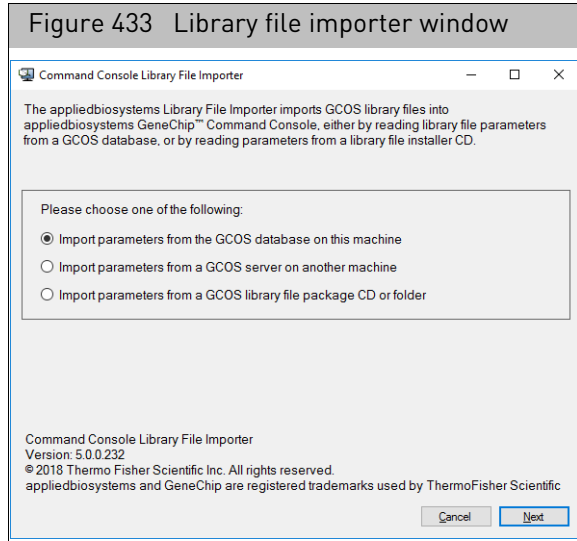 Figure 433 Library file importer window
Command Console Library File Importer
The appliedbiosystems Library File Importer imports GCOS library files into
appliedbiosystems GeneChip™ Command Console, either by reading library file parameters
from a GCOS database, or by reading parameters from a library file installer CD.
Please choose one of the following:
Import parameters from the GCOS database on this machine
Import parameters from a GCOS server on another machine
Import parameters from a GCOS library file package CD or folder
Command Console Library File Importer
Version: 5.0.0.232
© 2018 Thermo Fisher Scientific Inc. All rights reserved.
appliedbiosystems and GeneChip are registered trademarks used by ThermoFisher Scientific
Cancel Next